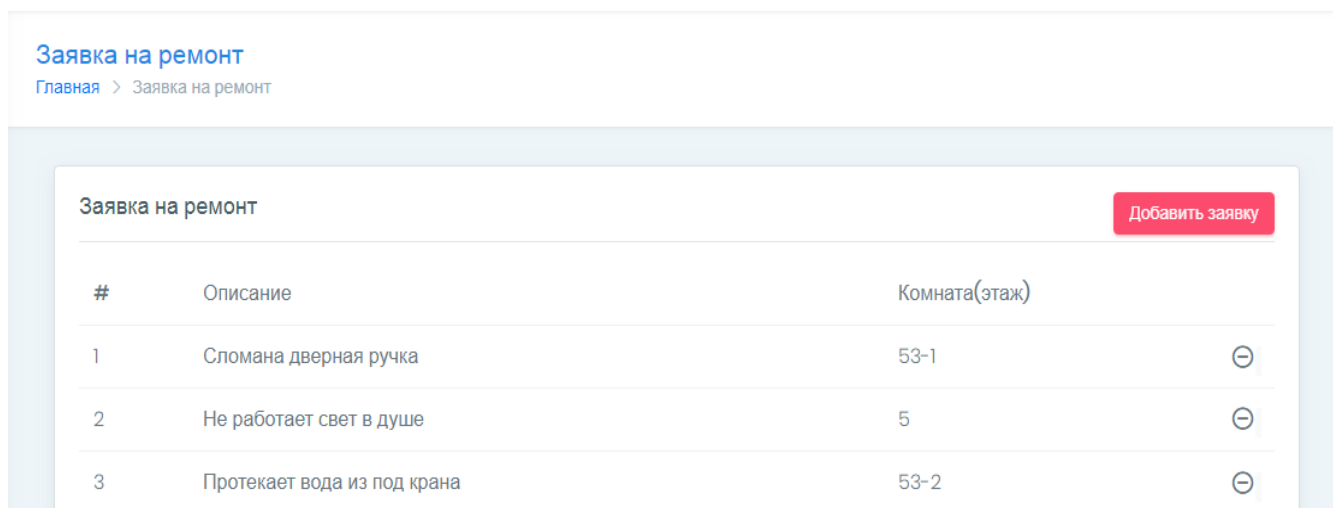 Заявка на ремонт
Главная > Заявка на ремонт
Заявка на ремонт Добавить заявку
# Описание Комната(этаж)
1 Сломана дверная ручка 53-1
2 Не работает свет в душе 5
3 Протекает вода из под крана 53-2